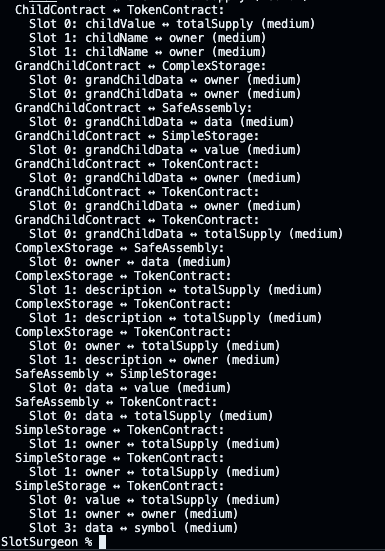 ChildContract ↔ TokenContract:
Slot 0: childValue ↔ totalSupply (medium)
Slot 1: childName ↔ owner (medium)
Slot 1: childName ↔ owner (medium)
GrandChildContract ↔ ComplexStorage:
Slot 0: grandChildData ↔ owner (medium)
GrandChildContract ↔ SafeAssembly:
Slot 0: grandChildData ↔ data (medium)
GrandChildContract ↔ SimpleStorage:
Slot 0: grandChildData ↔ value (medium)
GrandChildContract ↔ TokenContract:
Slot 0: grandChildData ↔ owner (medium)
GrandChildContract ↔ TokenContract:
Slot 0: grandChildData ↔ owner (medium)
GrandChildContract ↔ TokenContract:
Slot 0: grandChildData ↔ totalSupply (medium)
ComplexStorage ↔ SafeAssembly:
Slot 0: owner ↔ data (medium)
ComplexStorage ↔ TokenContract:
Slot 1: description ↔ totalSupply (medium)
ComplexStorage ↔ TokenContract:
Slot 1: description ↔ totalSupply (medium)
ComplexStorage ↔ TokenContract:
Slot 0: owner ↔ totalSupply (medium)
Slot 1: description ↔ owner (medium)
SafeAssembly ↔ SimpleStorage:
Slot 0: data ↔ value (medium)
SafeAssembly ↔ TokenContract:
Slot 0: data ↔ totalSupply (medium)
SimpleStorage ↔ TokenContract:
Slot 1: owner ↔ totalSupply (medium)
SimpleStorage ↔ TokenContract:
Slot 1: owner ↔ totalSupply (medium)
SimpleStorage ↔ TokenContract:
Slot 0: value ↔ totalSupply (medium)
Slot 1: owner ↔ owner (medium)
Slot 3: data ↔ symbol (medium)
SlotSurgeon %